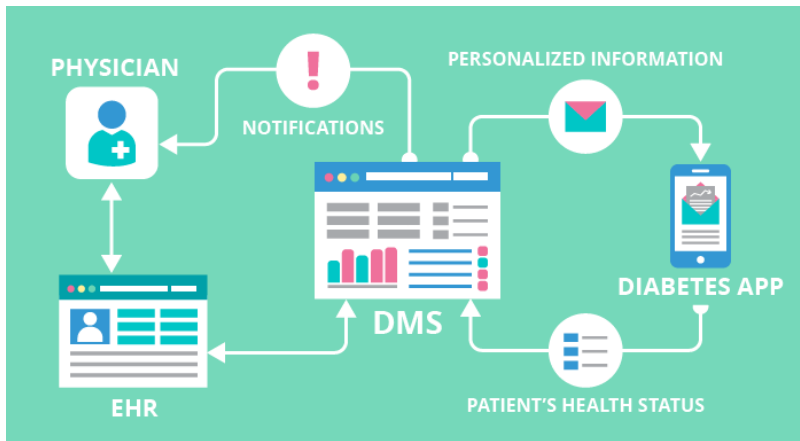 PHYSICIAN
PERSONALIZED INFORMATION
NOTIFICATIONS
DIABETES APP
DMS
EHR
PATIENT’S HEALTH STATUS